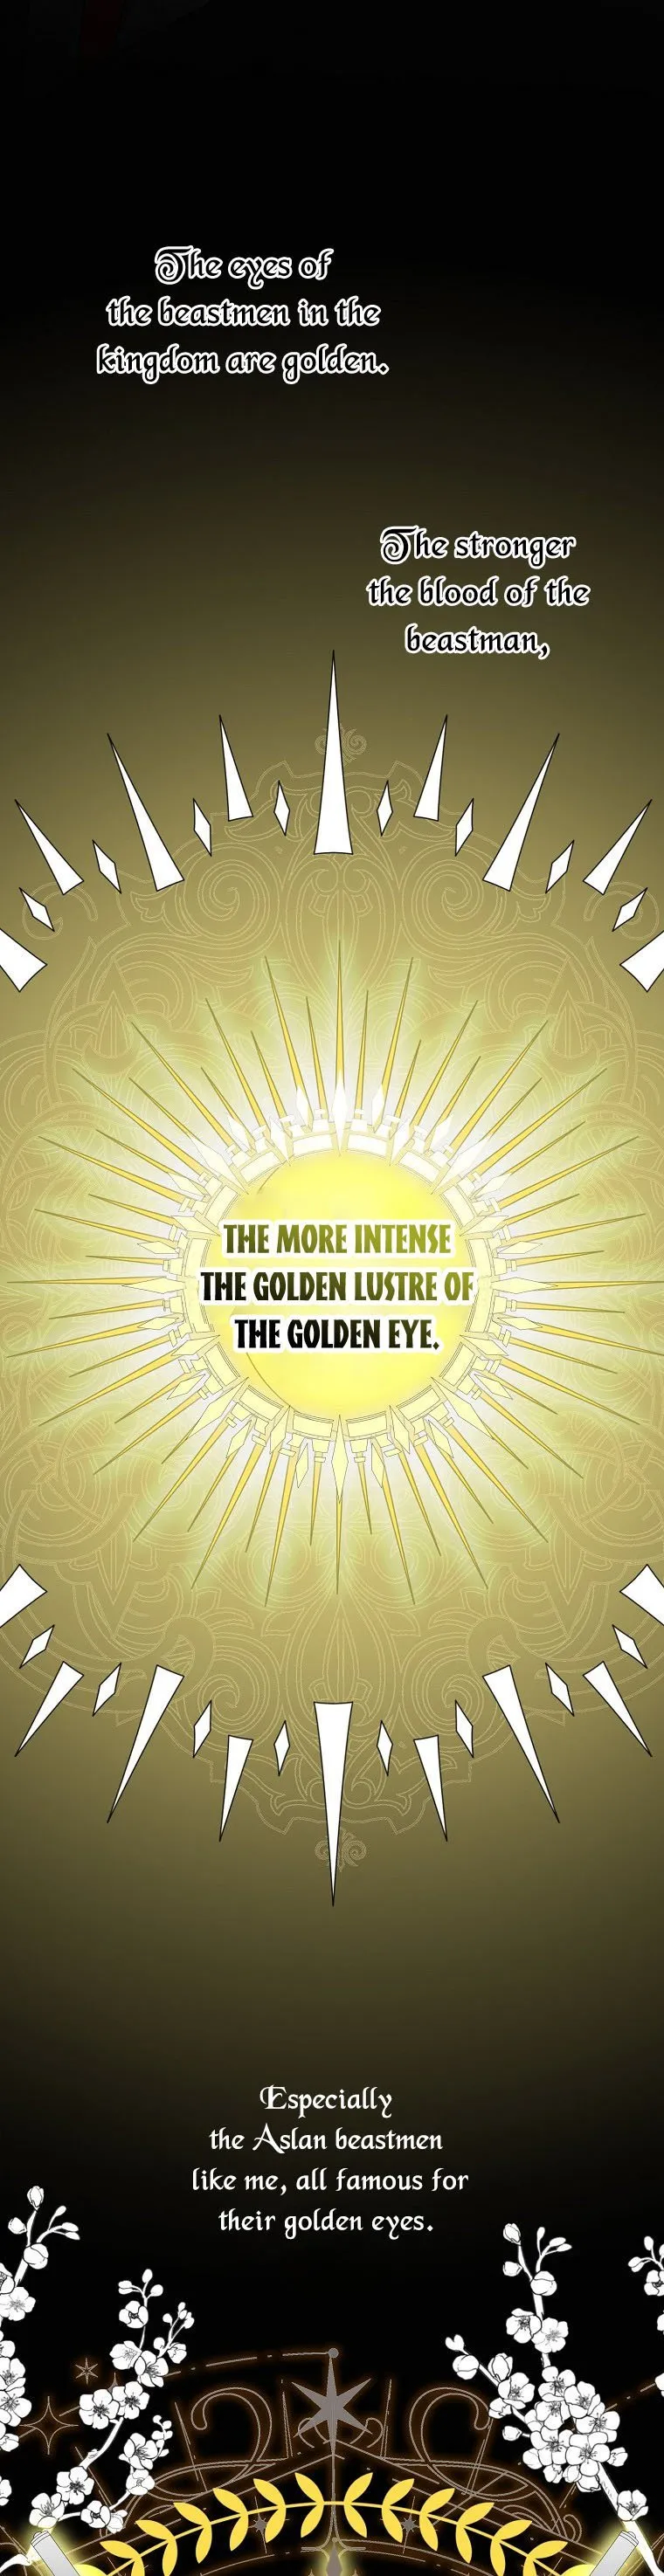 The eyes of
the beastmen in the
kingdom are golden.
The stronger
the blood of the
beastman,
THE MORE INTENSE
THE GOLDEN LUSTRE OF
THE GOLDEN EYE.
Especially
the Aslan beastmen
like me, all famous for
their golden eyes.